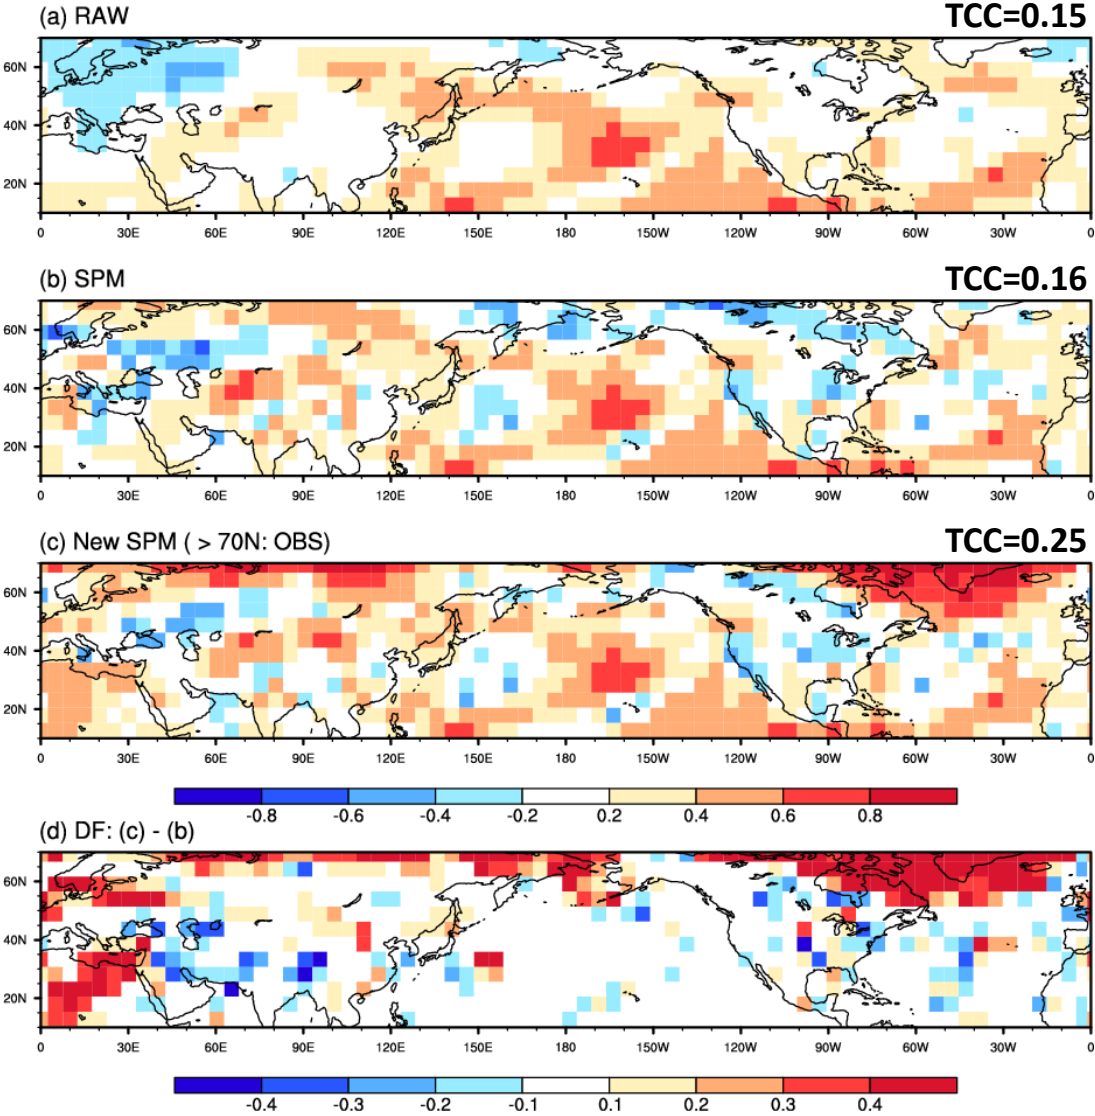 (a) RAW TCC=0.15
60N
40N
20N
0 30E 60E 90E 120E 150E 180 150W 120W 90W 60W 30W 0
(b) SPM TCC=0.16
60N
40N
20N
0 30E 60E 90E 120E 150E 180 150W 120W 90W 60W 30W 0
(c) New SPM ( > 70N: OBS) TCC=0.25
60N
40N
20N
0 30E 60E 90E 120E 150E 180 150W 120W 90W 60W 30W 0
-0.8 -0.6 -0.4 -0.2 0.2 0.4 0.6 0.8
(d) DF: (c) - (b)
60N
40N
20N
0 30E 60E 90E 120E 150E 180 150W 120W 90W 60W 30W 0
-0.4 -0.3 -0.2 -0.1 0.1 0.2 0.3 0.4